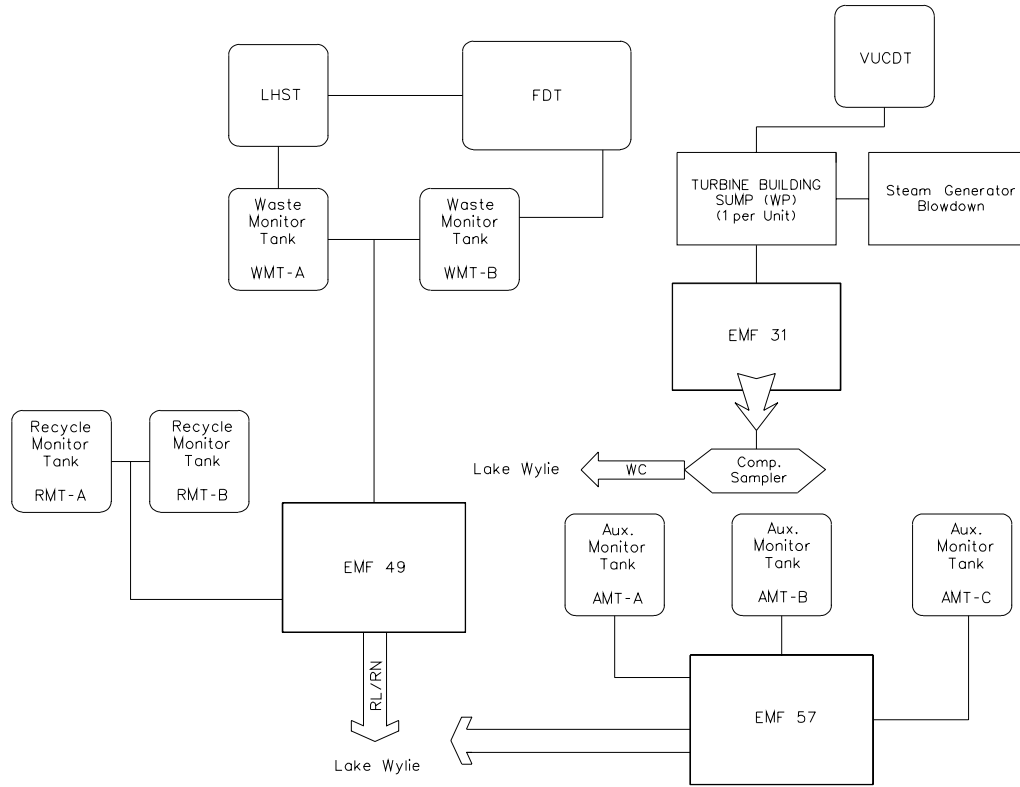 LHST
FDT
VUCDT
Waste
Monitor
Tank
WMT-A
Waste
Monitor
Tank
WMT-B
TURBINE BUILDING
SUMP (WP)
(1 per Unit)
Steam Generator
Blowdown
EMF 31
Recycle
Monitor
Tank
RMT-A
Recycle
Monitor
Tank
RMT-B
Lake Wylie
WC
Comp.
Sampler
EMF 49
Aux.
Monitor
Tank
AMT-A
Aux.
Monitor
Tank
AMT-B
Aux.
Monitor
Tank
AMT-C
RL/RN
EMF 57
Lake Wylie